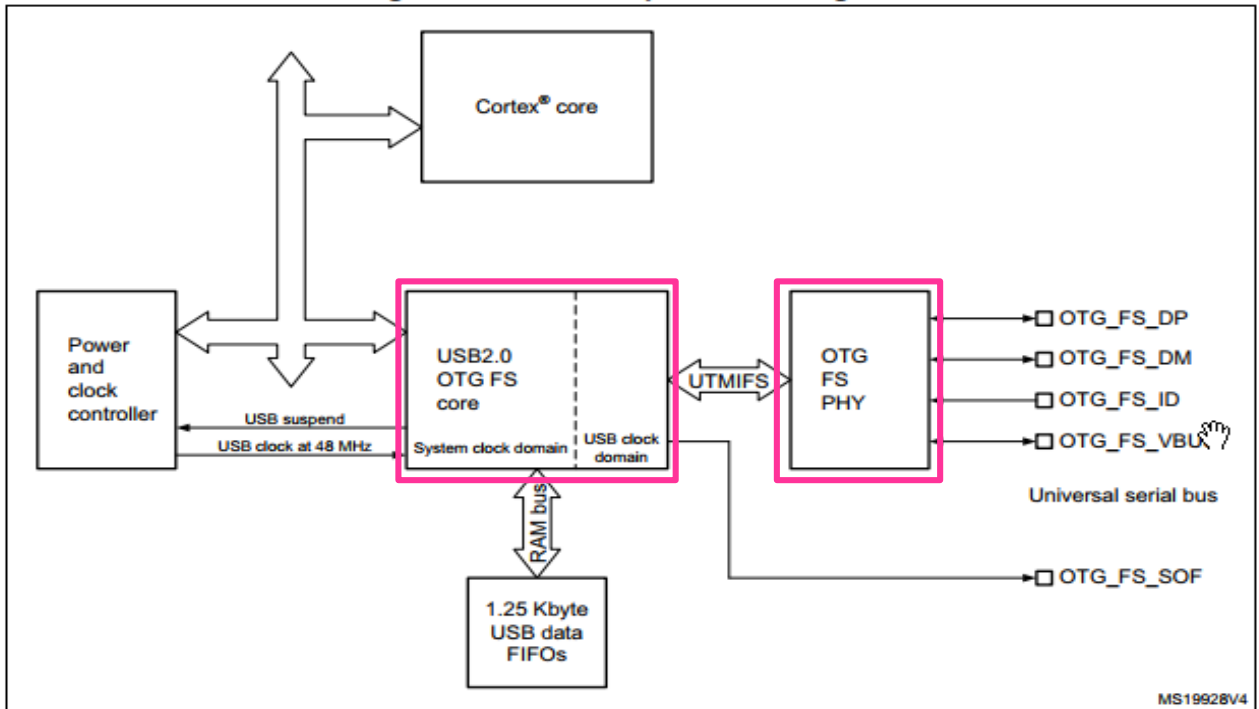 Cortex® core
Power
and
clock
controller
USB suspend
USB clock at 48 MHz
USB2.0
OTG FS
core
System clock domain
USB clock
domain
UTMIFS
OTG
FS
PHY
OTG_FS_DP
OTG_FS_DM
OTG_FS_ID
OTG_FS_VBU
Universal serial bus
OTG_FS_SOF
RAM bus
1.25 Kbyte
USB data
FIFOs
MS19928V4